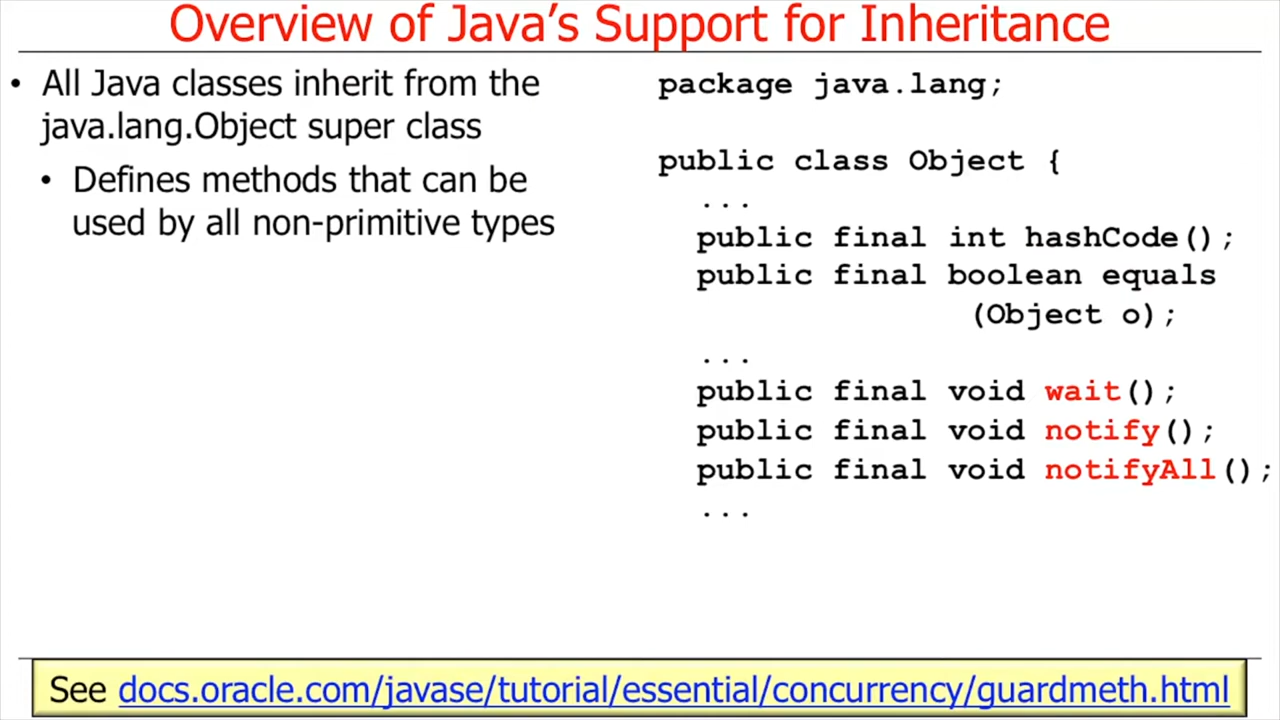 Overview of Java's Support for Inheritance
• All Java classes inherit from the
java.lang.Object super class
• Defines methods that can be
used by all non-primitive types
package java.lang;
public class Object {
...
public final int hashCode();
public final boolean equals
(Object o);
...
public final void wait();
public final void notify();
public final void notifyAll();
...
See docs.oracle.com/javase/tutorial/essential/concurrency/guardmeth.html